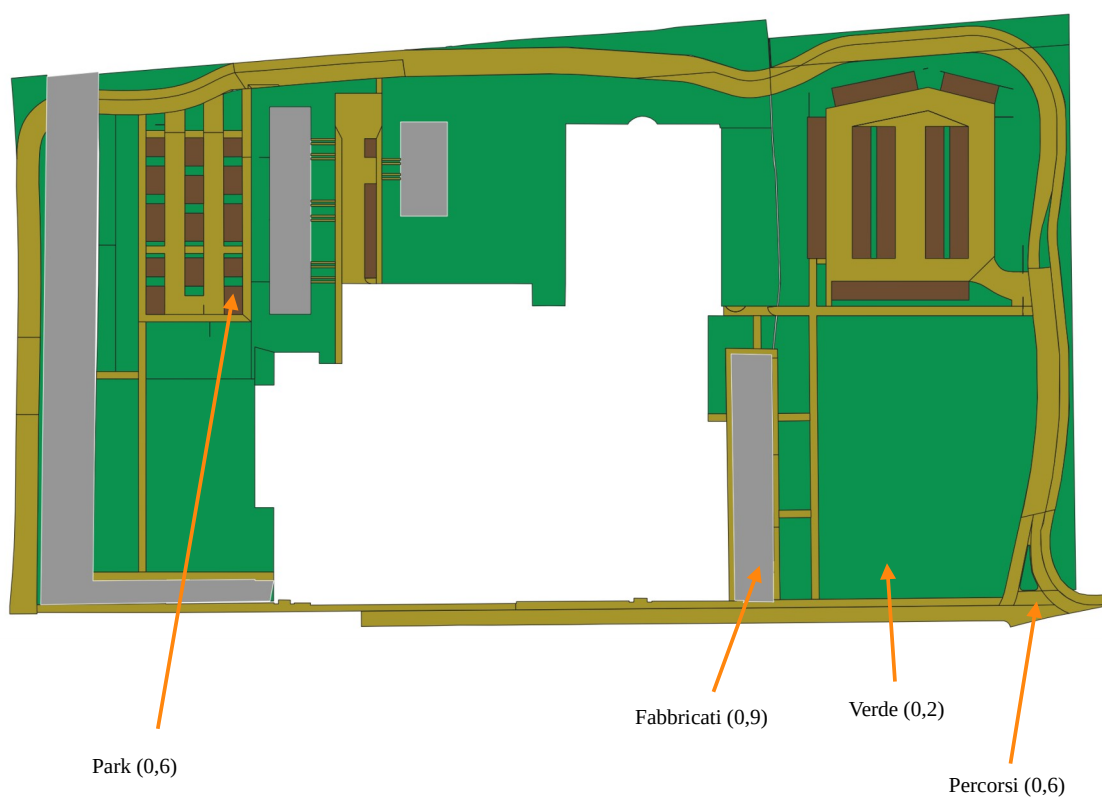 Fabbricati (0,9)
Verde (0,2)
Park (0,6)
Percorsi (0,6)